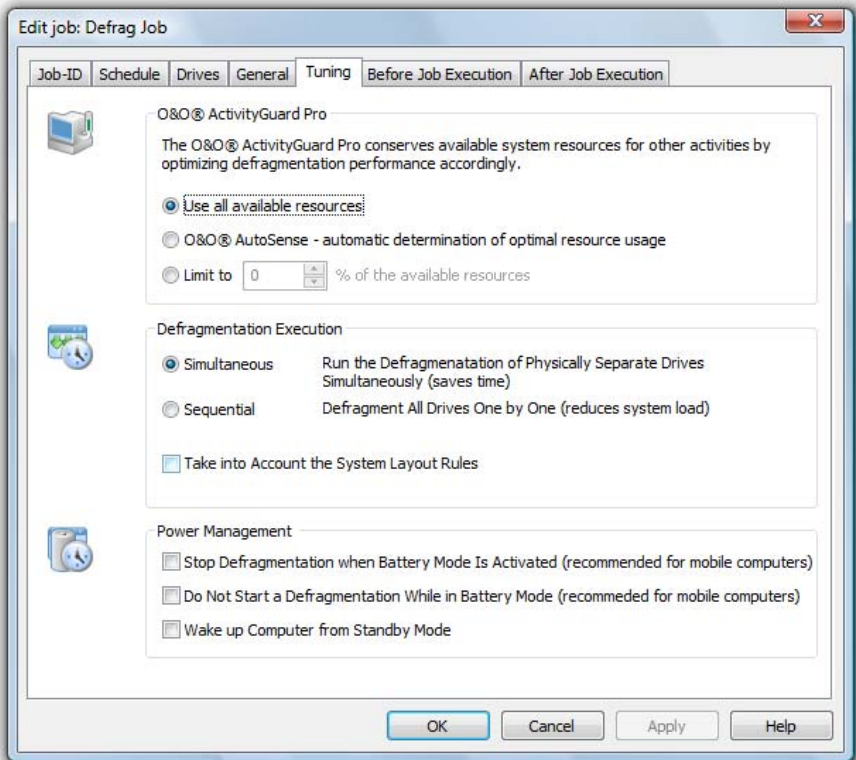 Edit job: Defrag Job
Job-ID Schedule Drives General Tuning Before Job Execution After Job Execution
O&O® ActivityGuard Pro
The O&O® ActivityGuard Pro conserves available system resources for other activities by
optimizing defragmentation performance accordingly.
Use all available resources
O&O® AutoSense - automatic determination of optimal resource usage
Limit to 0 % of the available resources
Defragmentation Execution
Simultaneous Run the Defragmenatation of Physically Separate Drives
Simultaneously (saves time)
Sequential Defragment All Drives One by One (reduces system load)
Take into Account the System Layout Rules
Power Management
Stop Defragmentation when Battery Mode Is Activated (recommended for mobile computers)
Do Not Start a Defragmentation While in Battery Mode (recommeded for mobile computers)
Wake up Computer from Standby Mode
OK Cancel Apply Help